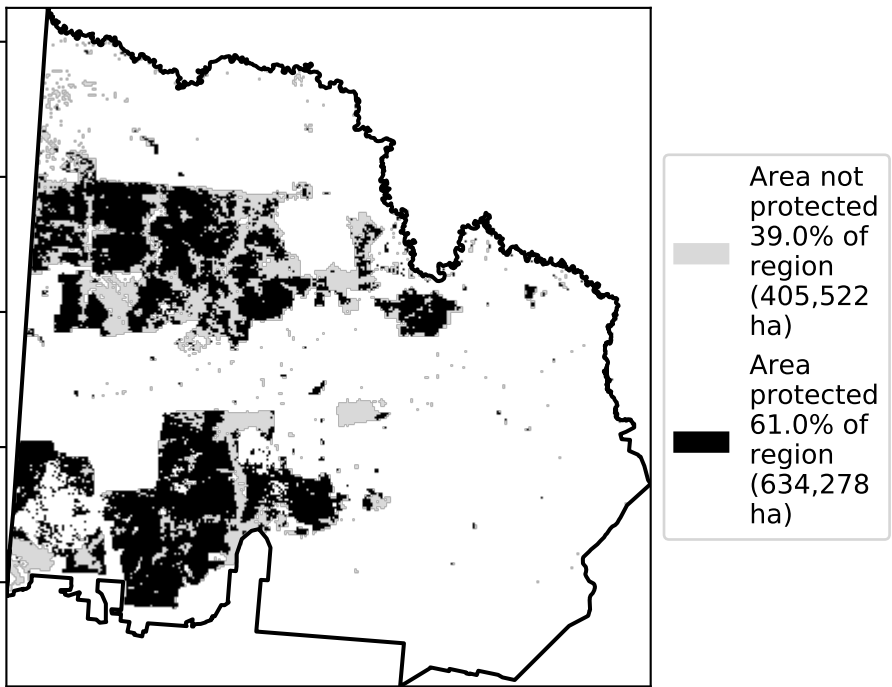 Area not
protected
39.0% of
region
(405,522
ha)
Area
protected
61.0% of
region
(634,278
ha)